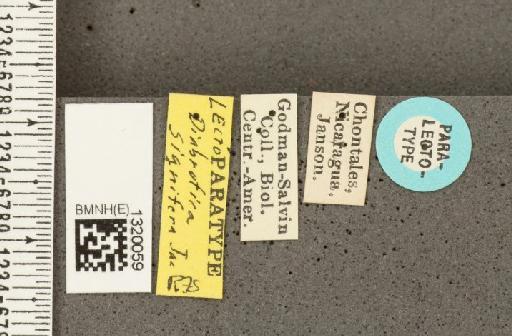 BMNH(E)
1320059
LECTOPARATYPE
Diabrotica
signifera Jac
Godman-Salvin
Coll., Biol.
Centr.-Amer.
Chontales,
Nicaragua.
Janson.
PARA-
LECTO-
TYPE